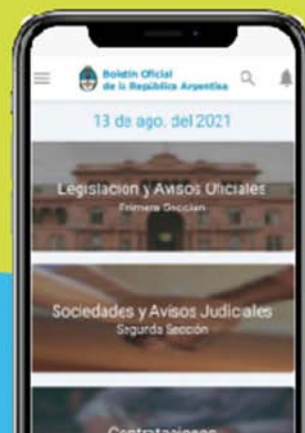 Boletín Oficial
de la República Argentina
13 de ago. del 2021
Legislación y Avisos Oficiales
Primera Sección
Sociedades y Avisos Judiciales
Segunda Sección
Contrataciones